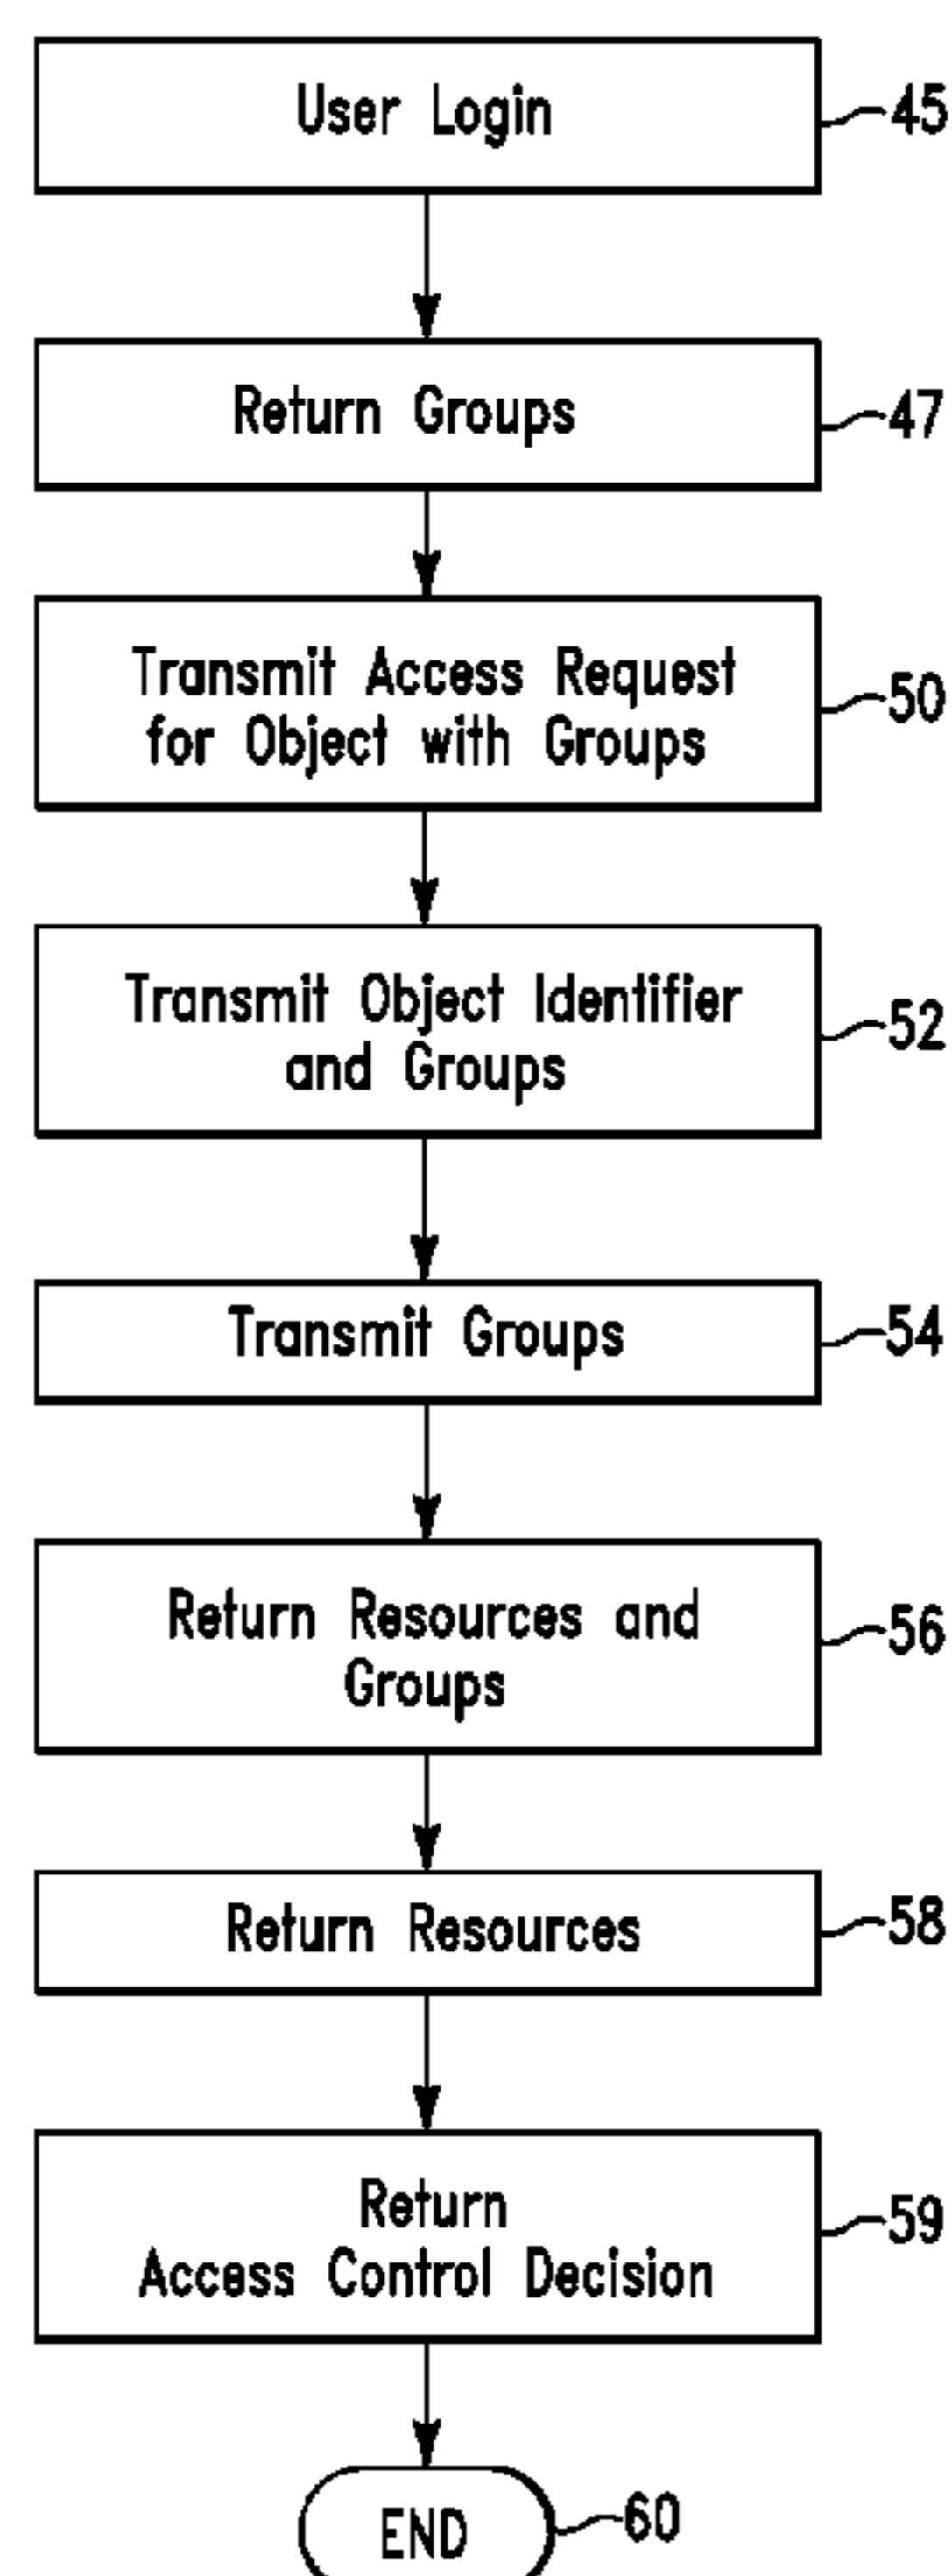 User Login
45
Return Groups
47
Transmit Access Request
for Object with Groups
50
Transmit Object Identifier
and Groups
52
Transmit Groups
54
Return Resources and
Groups
56
Return Resources
58
Return
Access Control Decision
59
END
60